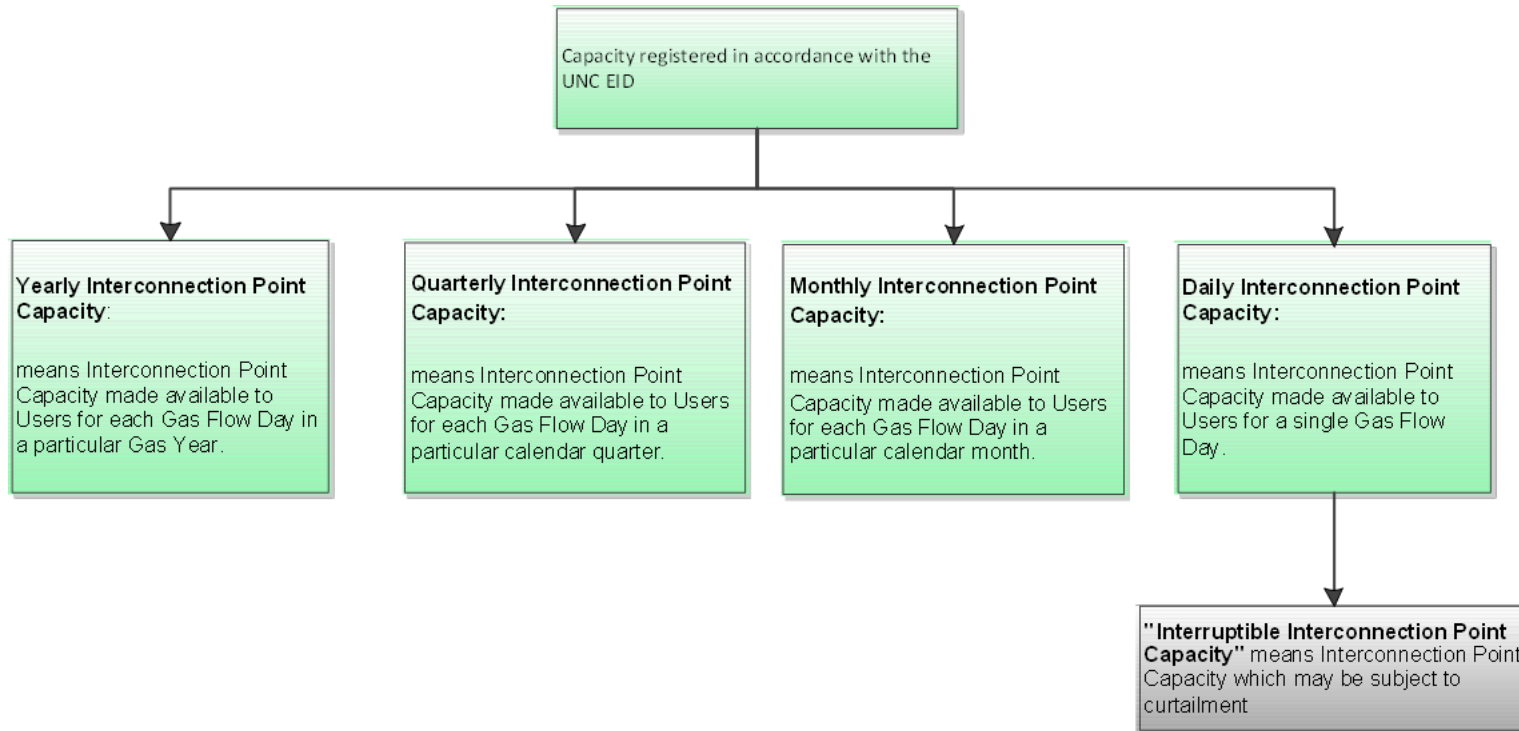 Capacity registered in accordance with the
UNC EID
Yearly Interconnection Point
Capacity:
means Interconnection Point
Capacity made available to
Users for each Gas Flow Day in
a particular Gas Year.
Quarterly Interconnection Point
Capacity:
means Interconnection Point
Capacity made available to Users
for each Gas Flow Day in a
particular calendar quarter.
Monthly Interconnection Point
Capacity:
means Interconnection Point
Capacity made available to Users
for each Gas Flow Day in a
particular calendar month.
Daily Interconnection Point
Capacity:
means Interconnection Point
Capacity made available to
Users for a single Gas Flow
Day.
"Interruptible Interconnection Point
Capacity" means Interconnection Point
Capacity which may be subject to
curtailment